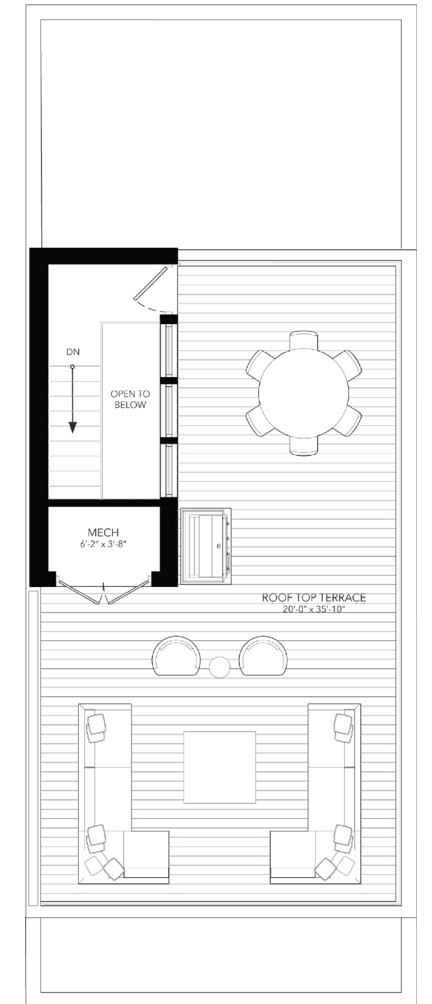 DN
OPEN TO
BELOW
MECH
6'-2" x 3'-8"
ROOF TOP TERRACE
20'-0" x 35'-10"